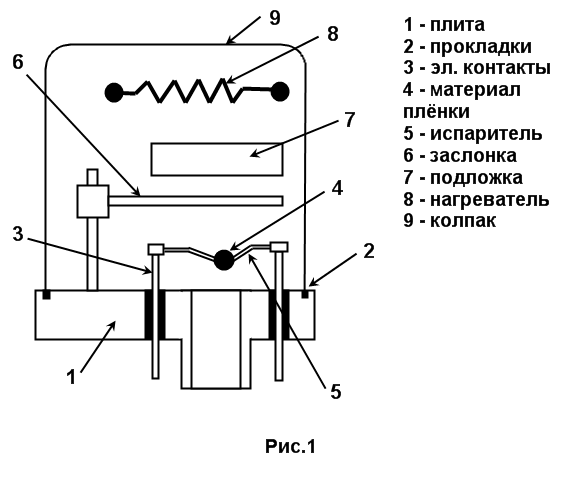 9
8
6
7
4
3
2
1
5
1 - плита
2 - прокладки
3 - эл. контакты
4 - материал
плёнки
5 - испаритель
6 - заслонка
7 - подложка
8 - нагреватель
9 - колпак
Рис.1